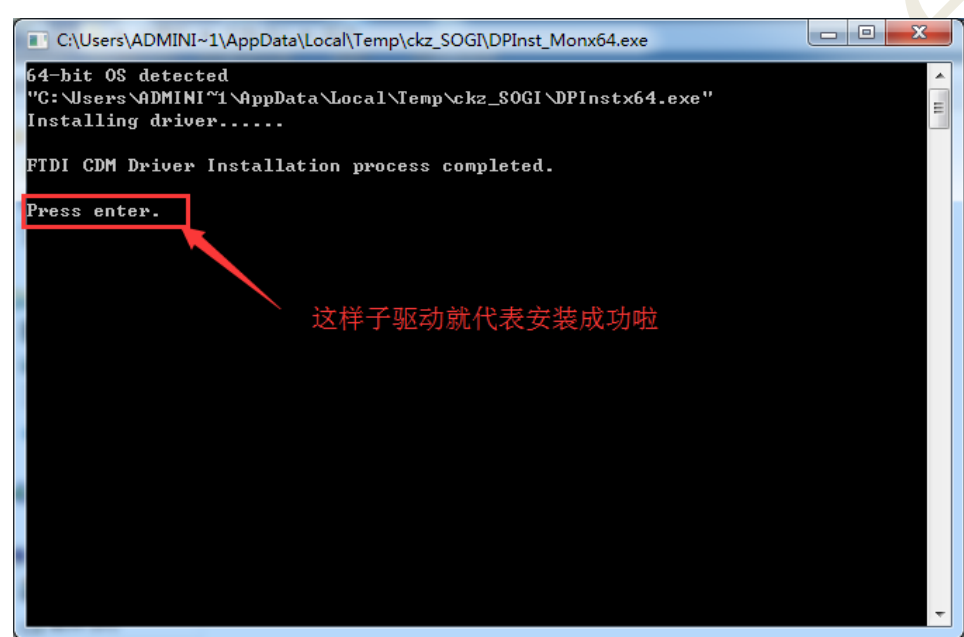 C:\Users\ADMINI~1\AppData\Local\Temp\ckz_SOGI\DPInst_Monx64.exe
64-bit OS detected
"C:\Users\ADMINI~1\AppData\Local\Temp\ckz_SOGI\DPInstx64.exe"
Installing driver......
FTDI CDM Driver Installation process completed.
Press enter.
这样子驱动就代表安装成功啦